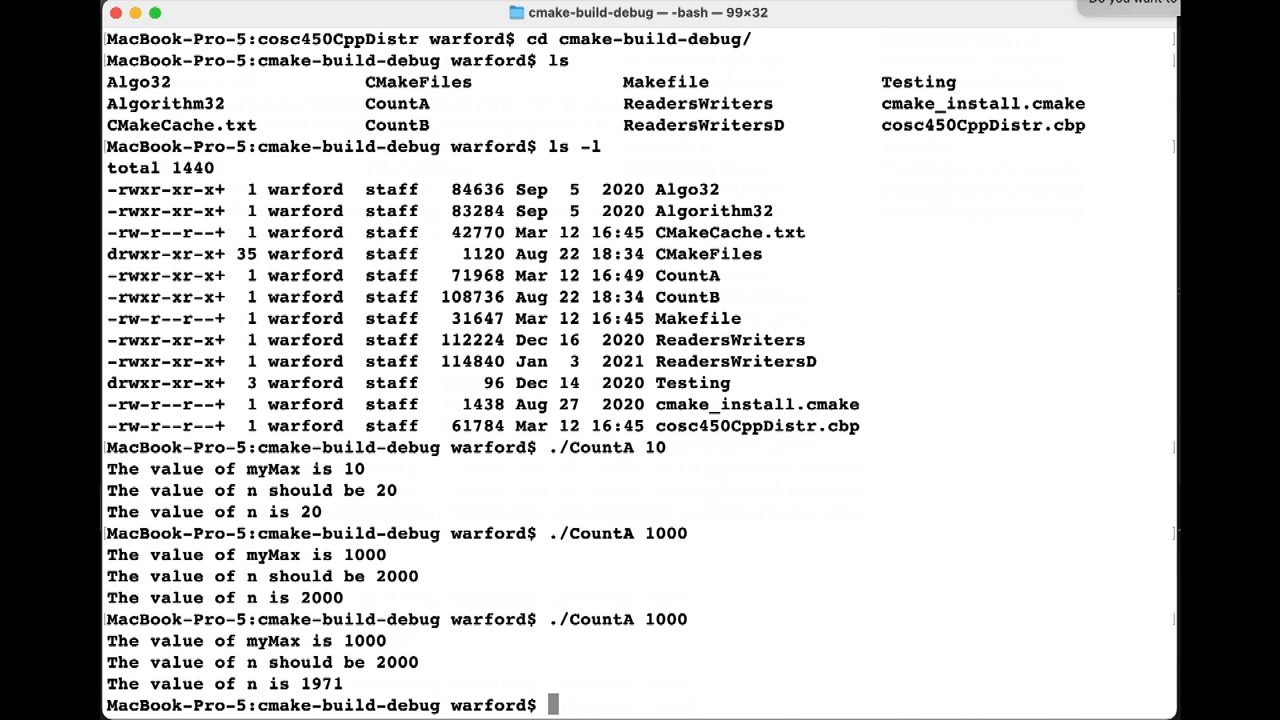 Do you want to
cmake-build-debug — -bash — 99×32
MacBook-Pro-5:cosc450CppDistr warford$ cd cmake-build-debug/
MacBook-Pro-5:cmake-build-debug warford$ ls
Algo32 CMakeFiles Makefile Testing
Algorithm32 CountA ReadersWriters cmake_install.cmake
CMakeCache.txt CountB ReadersWritersD cosc450CppDistr.cbp
MacBook-Pro-5:cmake-build-debug warford$ ls -l
total 1440
-rwxr-xr-x+ 1 warford staff 84636 Sep 5 2020 Algo32
-rwxr-xr-x+ 1 warford staff 83284 Sep 5 2020 Algorithm32
-rw-r--r--+ 1 warford staff 42770 Mar 12 16:45 CMakeCache.txt
drwxr-xr-x+ 35 warford staff 1120 Aug 22 18:34 CMakeFiles
-rwxr-xr-x+ 1 warford staff 71968 Mar 12 16:49 CountA
-rwxr-xr-x+ 1 warford staff 108736 Aug 22 18:34 CountB
-rw-r--r--+ 1 warford staff 31647 Mar 12 16:45 Makefile
-rwxr-xr-x+ 1 warford staff 112224 Dec 16 2020 ReadersWriters
-rwxr-xr-x+ 1 warford staff 114840 Jan 3 2021 ReadersWritersD
drwxr-xr-x+ 3 warford staff 96 Dec 14 2020 Testing
-rw-r--r--+ 1 warford staff 1438 Aug 27 2020 cmake_install.cmake
-rw-r--r--+ 1 warford staff 61784 Mar 12 16:45 cosc450CppDistr.cbp
MacBook-Pro-5:cmake-build-debug warford$ ./CountA 10
The value of myMax is 10
The value of n should be 20
The value of n is 20
MacBook-Pro-5:cmake-build-debug warford$ ./CountA 1000
The value of myMax is 1000
The value of n should be 2000
The value of n is 2000
MacBook-Pro-5:cmake-build-debug warford$ ./CountA 1000
The value of myMax is 1000
The value of n should be 2000
The value of n is 1971
MacBook-Pro-5:cmake-build-debug warford$